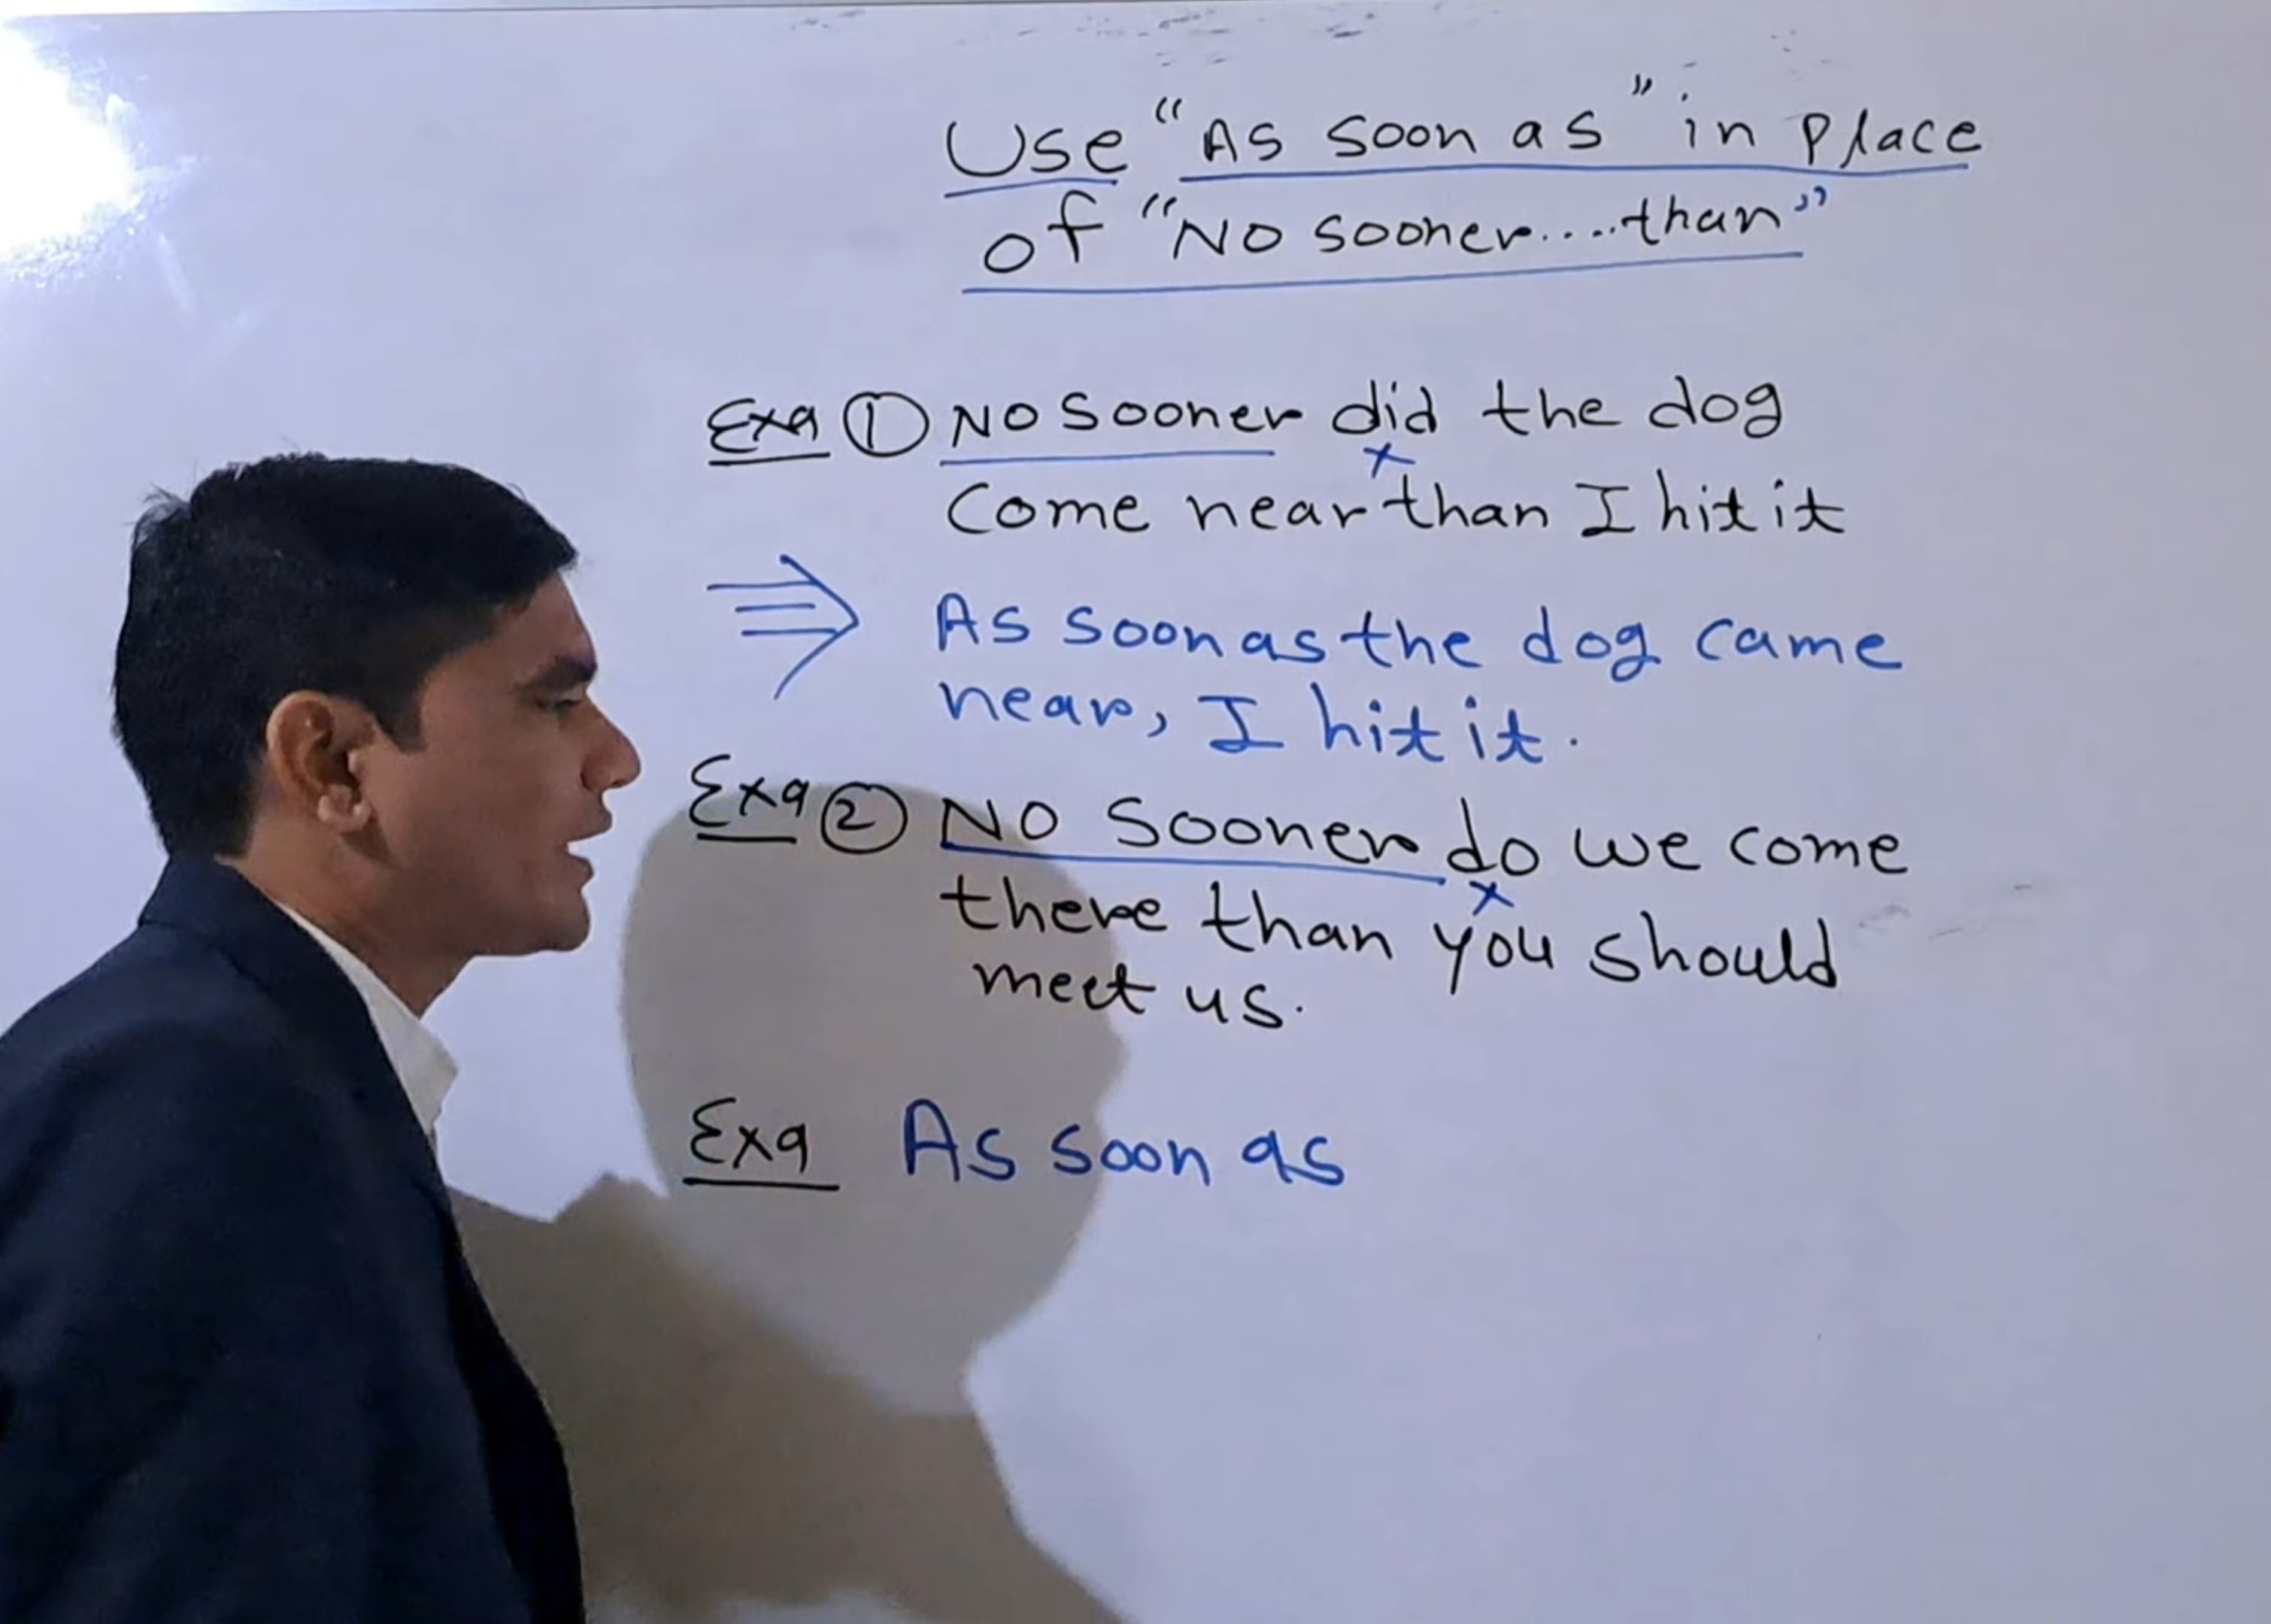 Use "As soon as" in place
of "No sooner.....than"
Exa ① No sooner did the dog
come near than I hit it
As soon as the dog came
near, I hit it.
Exa ② No sooner do we come
there than you should
meet us.
Exa As soon as